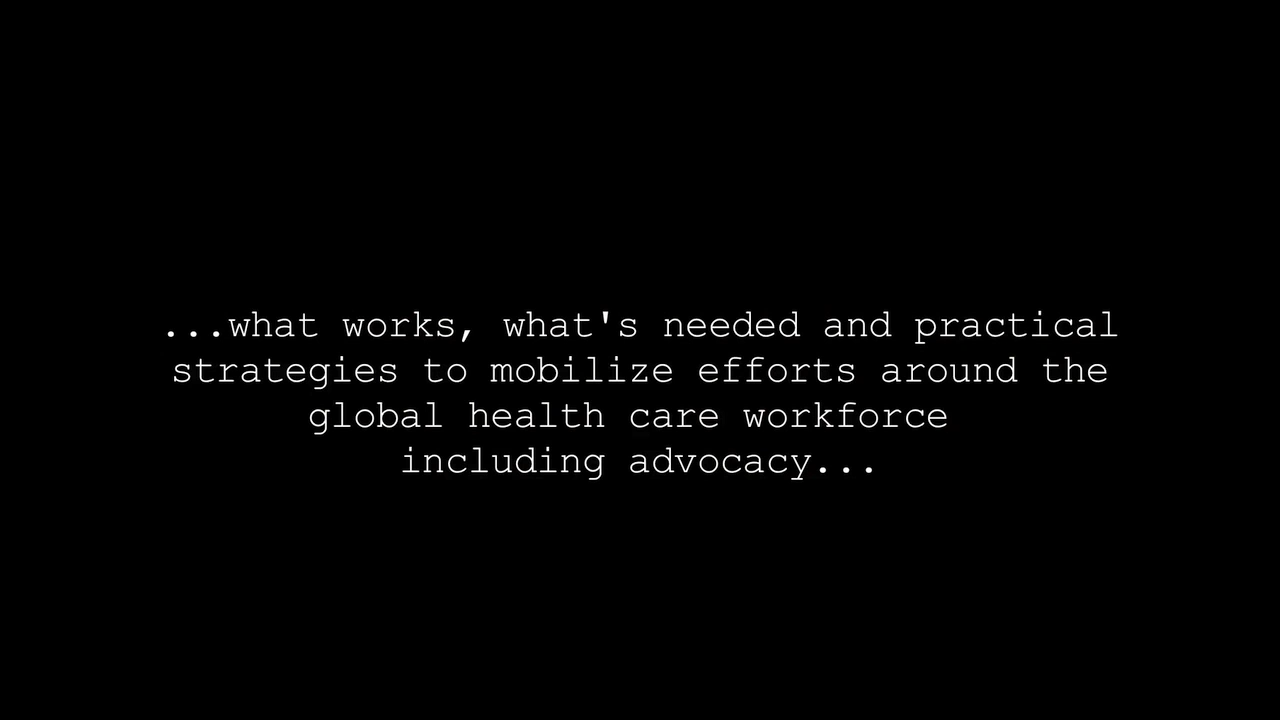 ...what works, what's needed and practical
strategies to mobilize efforts around the
global health care workforce
including advocacy...